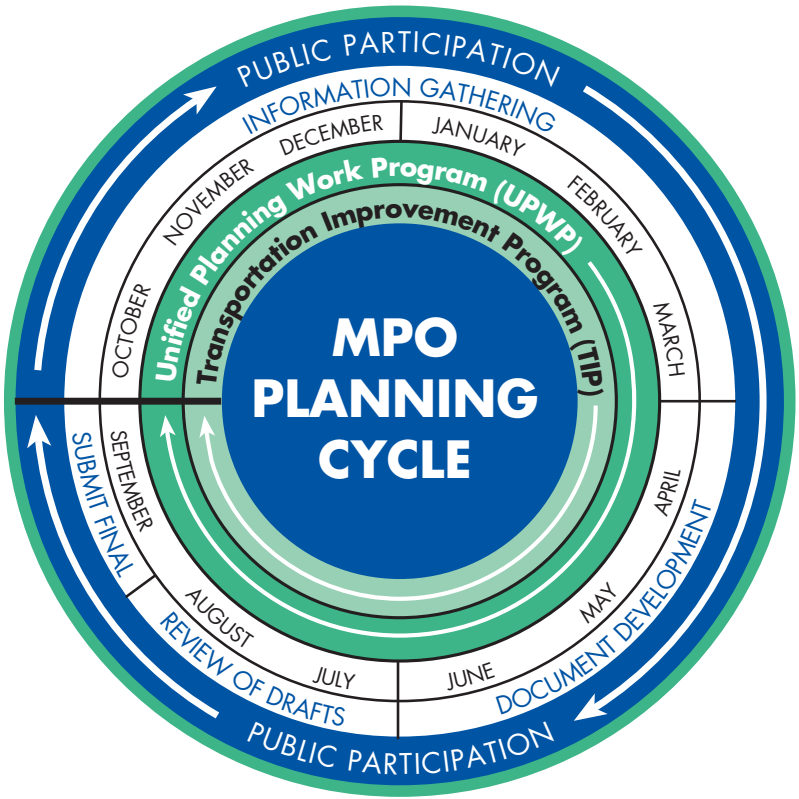 PUBLIC PARTICIPATION
INFORMATION GATHERING
OCTOBER
NOVEMBER
DECEMBER
JANUARY
FEBRUARY
MARCH
Unified Planning Work Program (UPWP)
Transportation Improvement Program (TIP)
MPO
PLANNING
CYCLE
APRIL
MAY
JUNE
DOCUMENT DEVELOPMENT
JULY
AUGUST
REVIEW OF DRAFTS
SEPTEMBER
SUBMIT FINAL
PUBLIC PARTICIPATION